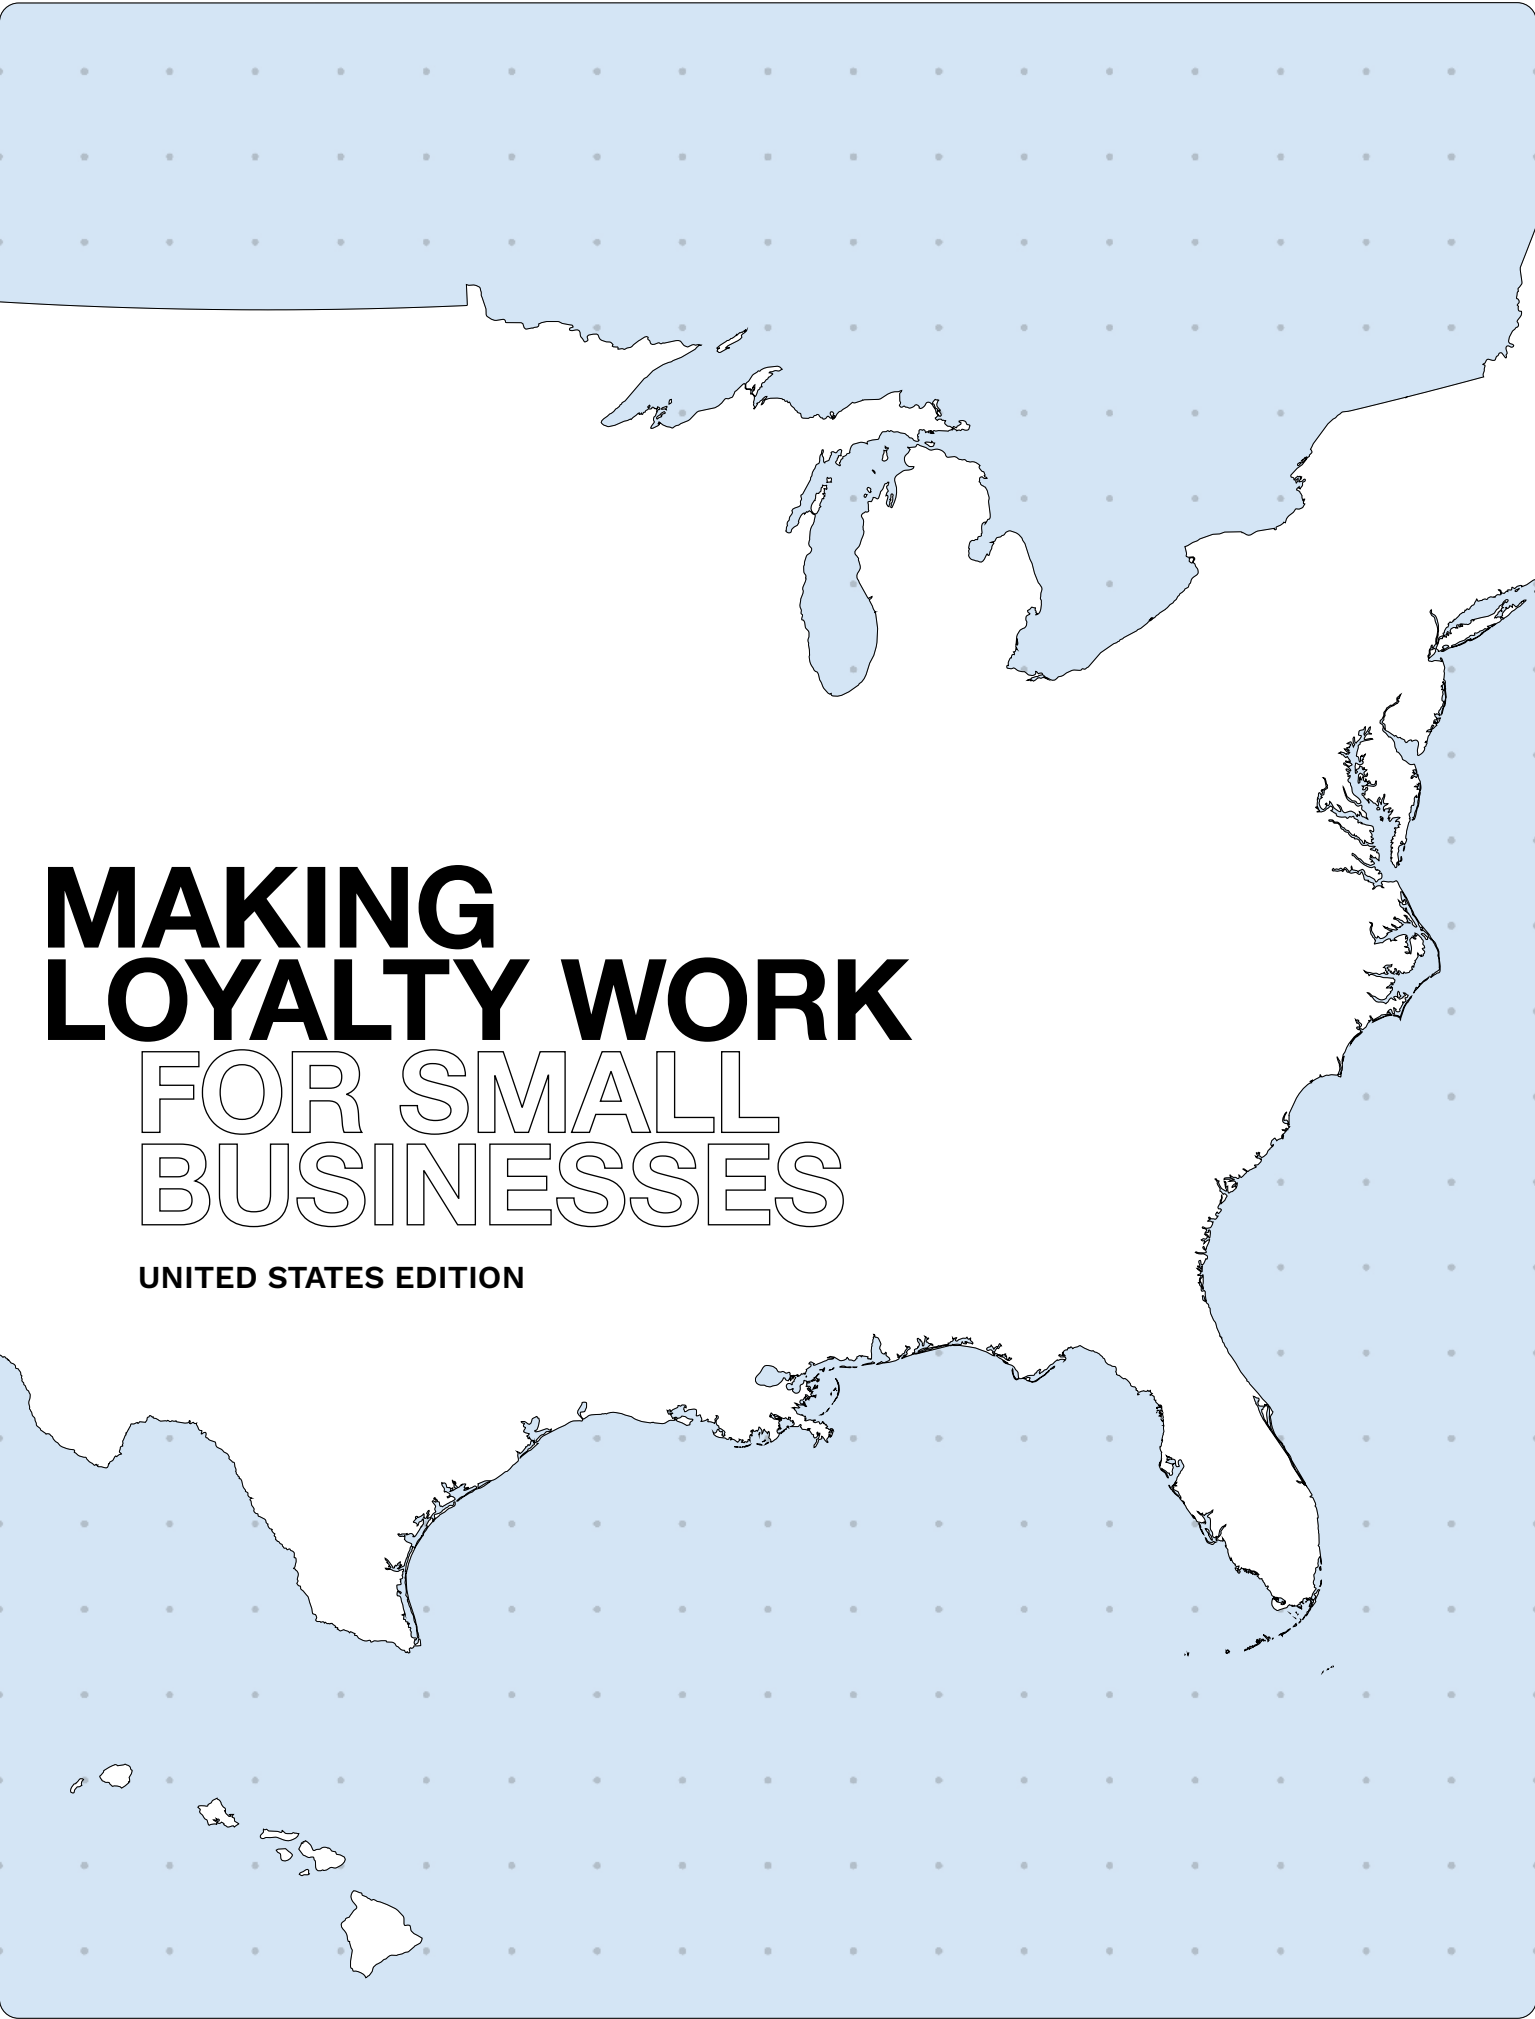 MAKING
LOYALTY WORK
FOR SMALL
BUSINESSES
UNITED STATES EDITION